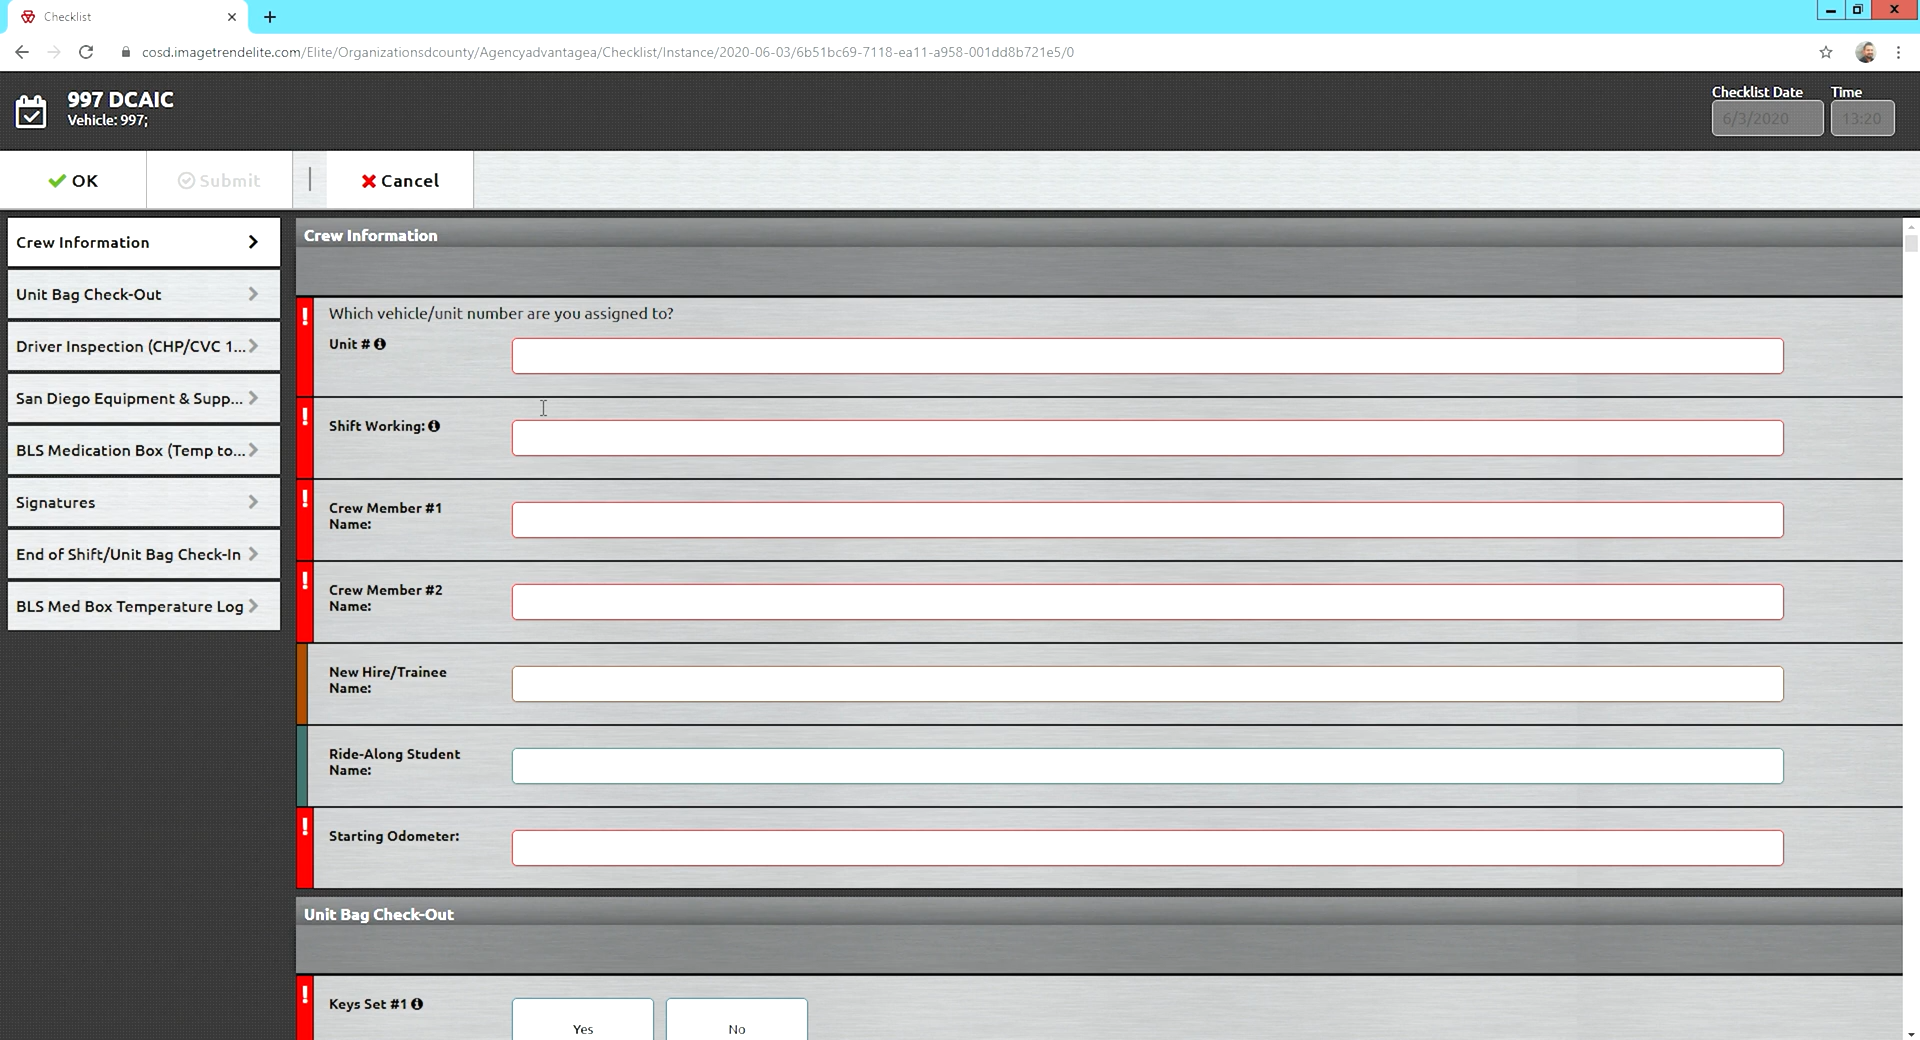 Checklist
cosd.imagetrendelite.com/Elite/Organizationsdcounty/Agencyadvantagea/Checklist/Instance/2020-06-03/6b51bc69-7118-ea11-a958-001dd8b721e5/0
997 DCAIC
Vehicle: 997;
Checklist Date
Time
6/3/2020
13:20
OK
Submit
Cancel
Crew Information
Unit Bag Check-Out
Driver Inspection (CHP/CVC 1...
San Diego Equipment & Supp...
BLS Medication Box (Temp to...
Signatures
End of Shift/Unit Bag Check-In
BLS Med Box Temperature Log
Crew Information
Which vehicle/unit number are you assigned to?
Unit #
Shift Working:
Crew Member #1
Name:
Crew Member #2
Name:
New Hire/Trainee
Name:
Ride-Along Student
Name:
Starting Odometer:
Unit Bag Check-Out
Keys Set #1
Yes
No